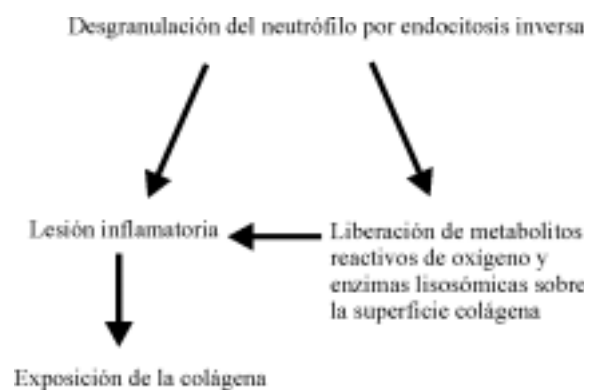 Desgranulación del neutrófilo por endocitosis inversa
Lesión inflamatoria
Liberación de metabolitos
reactivos de oxígeno y
enzimas lisosómicas sobre
la superficie colágena
Exposición de la colágena